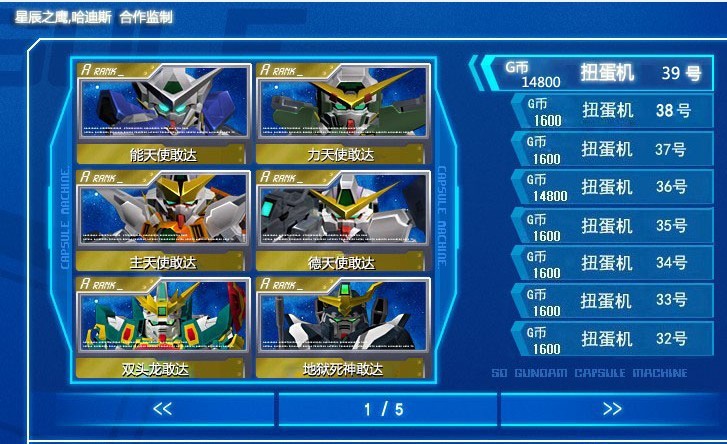 星辰之鹰,哈迪斯 合作监制
A RANK_
A RANK_
能天使敢达
力天使敢达
A RANK_
A RANK_
主天使敢达
德天使敢达
A RANK_
A RANK_
双头龙敢达
地狱死神敢达
CAPSULE MACHINE
CAPSULE MACHINE
G币 14800 扭蛋机 39 号
G币 1600 扭蛋机 38 号
G币 1600 扭蛋机 37号
G币 14800 扭蛋机 36号
G币 1600 扭蛋机 35号
G币 1600 扭蛋机 34号
G币 1600 扭蛋机 33号
G币 1600 扭蛋机 32号
SD GUNDAM CAPSULE MACHINE
<< 1 / 5 >>